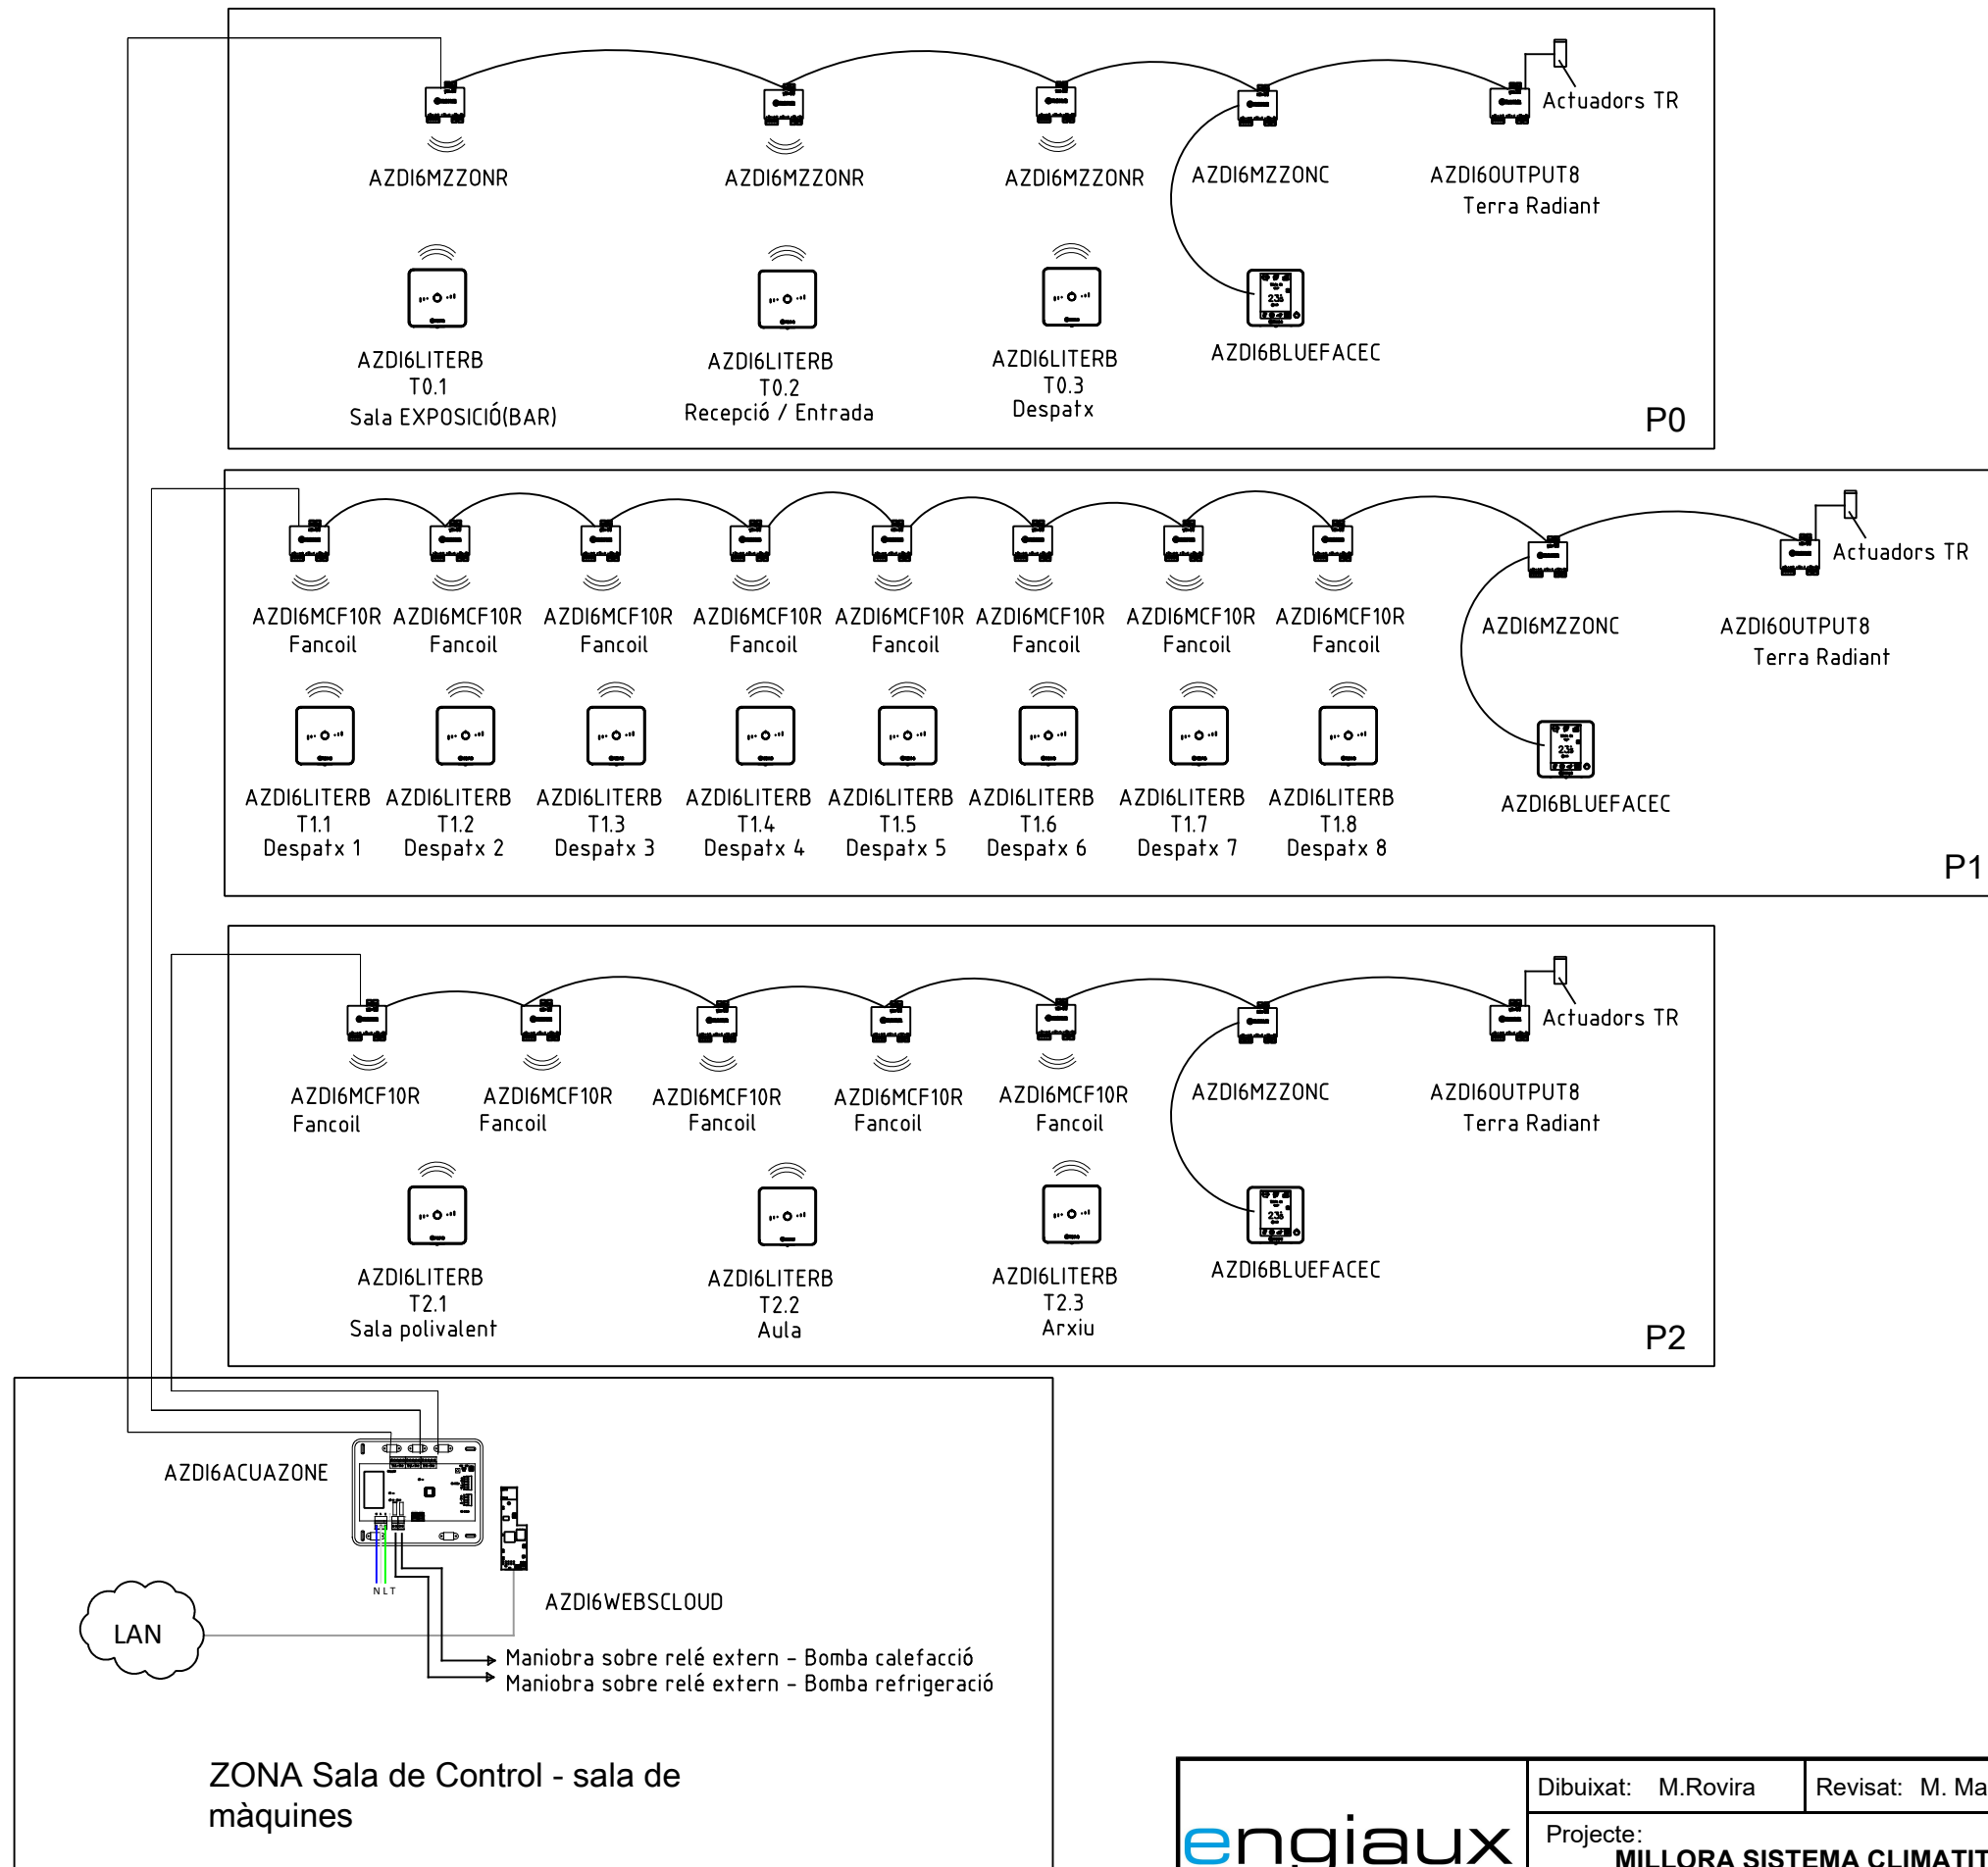 Actuadors TR
AZDI6MZZONR AZDI6MZZONR AZDI6MZZONR AZDI6MZZONC AZDI6OUTPUT8
Terra Radiant
AZDI6LITERB AZDI6LITERB AZDI6LITERB AZDI6BLUEFACEC
T0.1 T0.2 T0.3
Sala EXPOSICIÓ(BAR) Recepció / Entrada Despatx
P0
Actuadors TR
AZDI6MCF10R AZDI6MCF10R AZDI6MCF10R AZDI6MCF10R AZDI6MCF10R AZDI6MCF10R AZDI6MCF10R AZDI6MCF10R AZDI6MZZONC AZDI6OUTPUT8
Fancoil Fancoil Fancoil Fancoil Fancoil Fancoil Fancoil Fancoil Terra Radiant
AZDI6LITERB AZDI6LITERB AZDI6LITERB AZDI6LITERB AZDI6LITERB AZDI6LITERB AZDI6LITERB AZDI6LITERB AZDI6BLUEFACEC
T1.1 T1.2 T1.3 T1.4 T1.5 T1.6 T1.7 T1.8
Despatx 1 Despatx 2 Despatx 3 Despatx 4 Despatx 5 Despatx 6 Despatx 7 Despatx 8
P1
Actuadors TR
AZDI6MCF10R AZDI6MCF10R AZDI6MCF10R AZDI6MCF10R AZDI6MCF10R AZDI6MZZONC AZDI6OUTPUT8
Fancoil Fancoil Fancoil Fancoil Fancoil Terra Radiant
AZDI6LITERB AZDI6LITERB AZDI6LITERB AZDI6BLUEFACEC
T2.1 T2.2 T2.3
Sala polivalent Aula Arxiu
P2
AZDI6ACUAZONE
N L T
AZDI6WEBSCLOUD
LAN
Maniobra sobre relé extern - Bomba calefacció
Maniobra sobre relé extern - Bomba refrigeració
ZONA Sala de Control - sala de
màquines
Dibuixat: M.Rovira Revisat: M. Ma
engiaux
Projecte:
MILLORA SISTEMA CLIMATIT